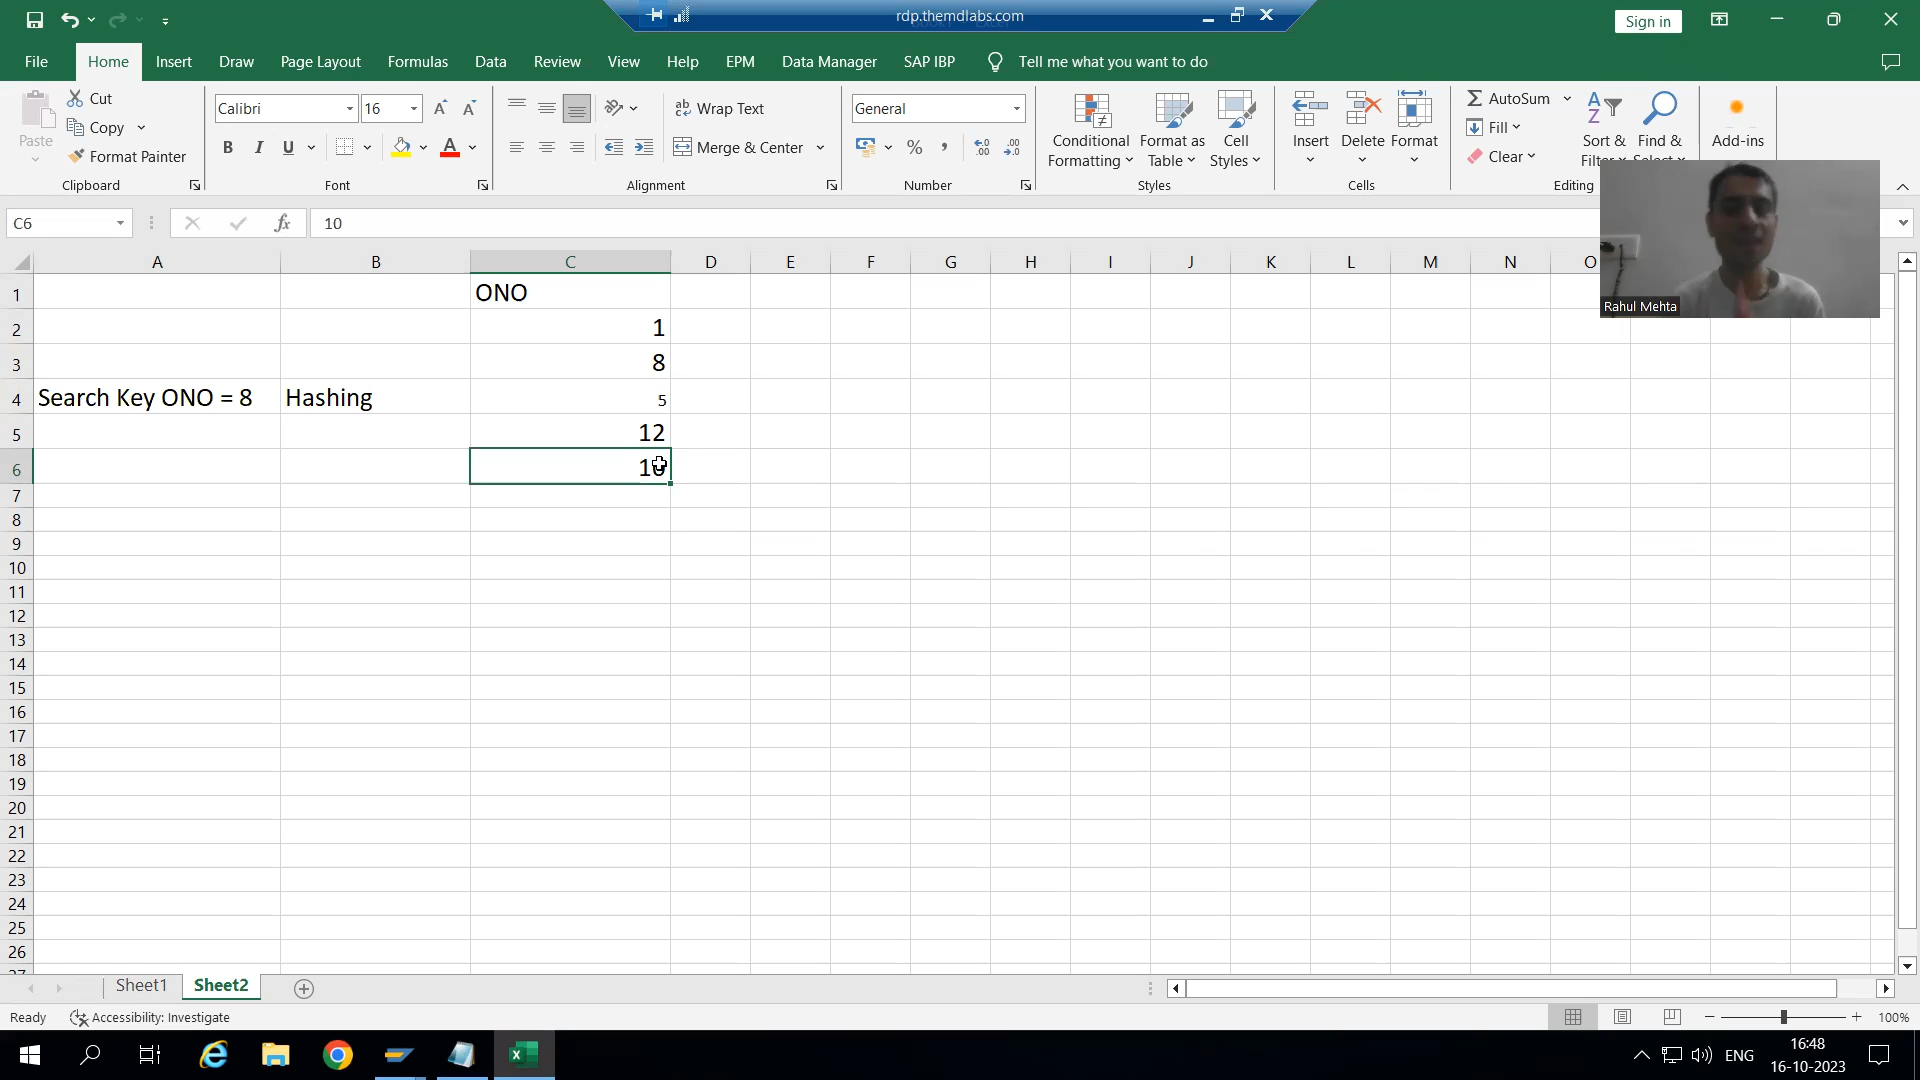 rdp.themdlabs.com
Sign in
File Home Insert Draw Page Layout Formulas Data Review View Help EPM Data Manager SAP IBP Tell me what you want to do
Paste
Cut
Copy
Format Painter
Clipboard
Calibri 16
B I U
Font
Wrap Text
Merge & Center
Alignment
General
Number
Conditional Formatting
Format as Table
Cell Styles
Styles
Insert
Delete
Format
Cells
AutoSum
Fill
Clear
Sort &
Find &
Editing
Add-ins
Rahul Mehta
C6 fx 10
A B C D E F G H I J K L M N O
1 ONO
2 1
3 8
4 Search Key ONO = 8 Hashing 5
5 12
6 10
7
8
9
10
11
12
13
14
15
16
17
18
19
20
21
22
23
24
25
26
Sheet1 Sheet2
Ready Accessibility: Investigate 100%
ENG
16:48
16-10-2023